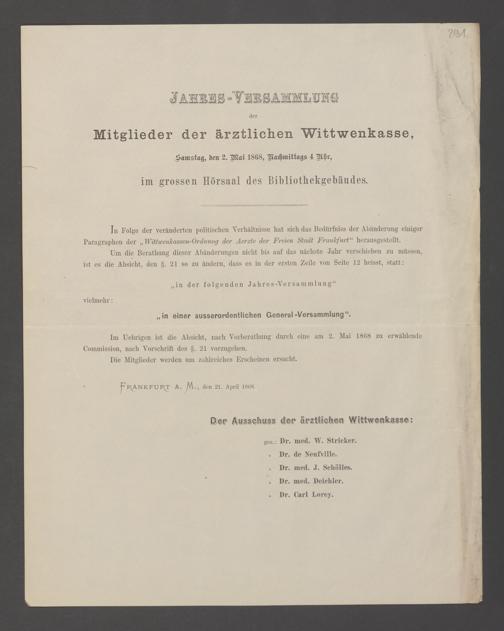 2131.
JAHRES-VERSAMMLUNG
der
Mitglieder der ärztlichen Wittwenkasse,
Samstag, den 2. Mai 1868, Nachmittags 4 Uhr,
im grossen Hörsaal des Bibliothekgebäudes.
In Folge der veränderten politischen Verhältnisse hat sich das Bedürfniss der Abänderung einiger
Paragraphen der „Wittwenkassen-Ordnung der Aerzte der Freien Stadt Frankfurt“ herausgestellt.
Um die Berathung dieser Abänderungen nicht bis auf das nächste Jahr verschieben zu müssen,
ist es die Absicht, den §. 21 so zu ändern, dass es in der ersten Zeile von Seite 12 heisst, statt:
„in der folgenden Jahres-Versammlung“
vielmehr:
„in einer ausserordentlichen General-Versammlung“.
Im Uebrigen ist die Absicht, nach Vorberathung durch eine am 2. Mai 1868 zu erwählende
Commission, nach Vorschrift des §. 21 vorzugehen.
Die Mitglieder werden um zahlreiches Erscheinen ersucht.
FRANKFURT A. M., den 21. April 1868.
Der Ausschuss der ärztlichen Wittwenkasse:
gez.: Dr. med. W. Stricker.
„ Dr. de Neufville.
„ Dr. med. J. Schölles.
„ Dr. med. Deichler.
„ Dr. Carl Lorey.